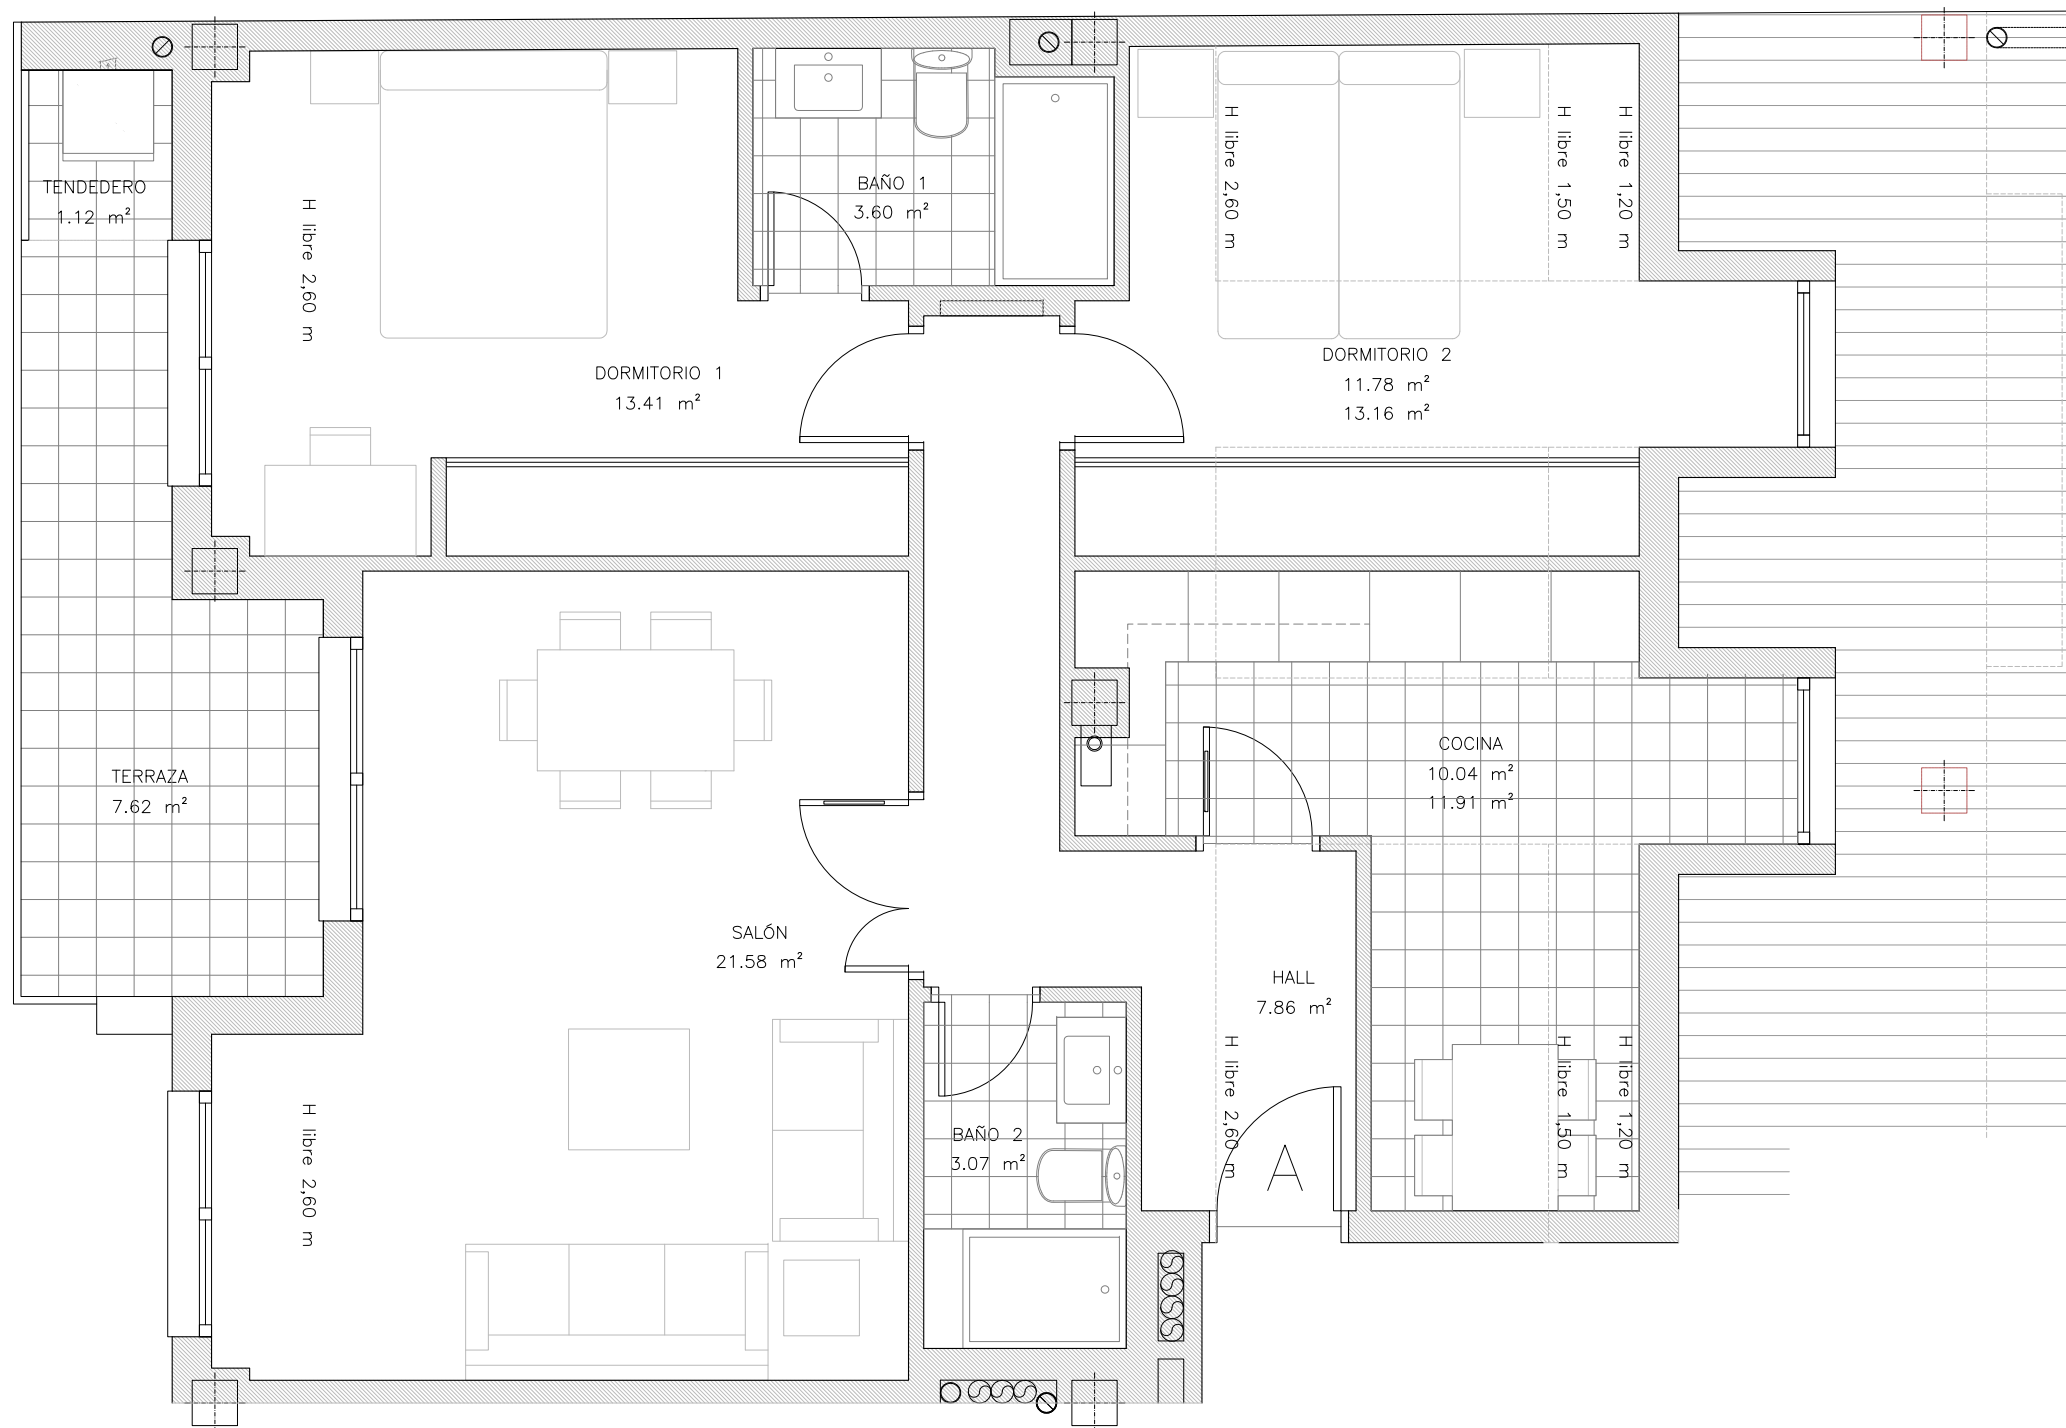 H libre 2,60 m
H libre 1,50 m
H libre 1,20 m
TENDEDERO
1.12 m²
BAÑO 1
3.60 m²
H libre 2,60 m
DORMITORIO 1
13.41 m²
DORMITORIO 2
11.78 m²
13.16 m²
TERRAZA
7.62 m²
COCINA
10.04 m²
11.91 m²
SALÓN
21.58 m²
HALL
7.86 m²
H libre 2,60 m
H libre 1,50 m
H libre 1,20 m
H libre 2,60 m
BAÑO 2
3.07 m²
A